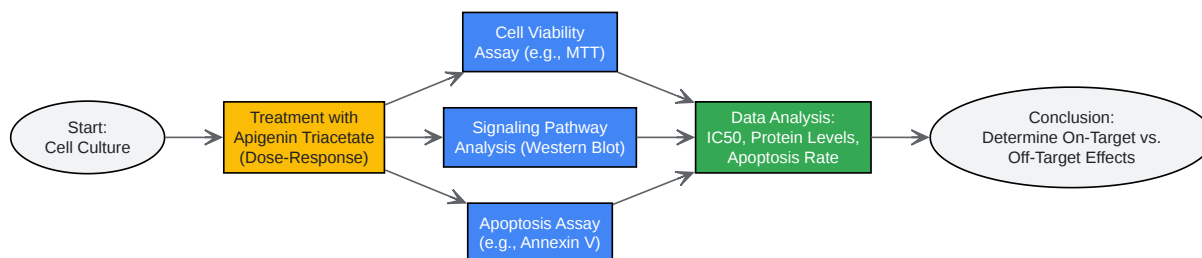 Start:
Cell Culture
Treatment with
Apigenin Triacetate
(Dose-Response)
Cell Viability
Assay (e.g., MTT)
Signaling Pathway
Analysis (Western Blot)
Apoptosis Assay
(e.g., Annexin V)
Data Analysis:
IC50, Protein Levels,
Apoptosis Rate
Conclusion:
Determine On-Target vs.
Off-Target Effects